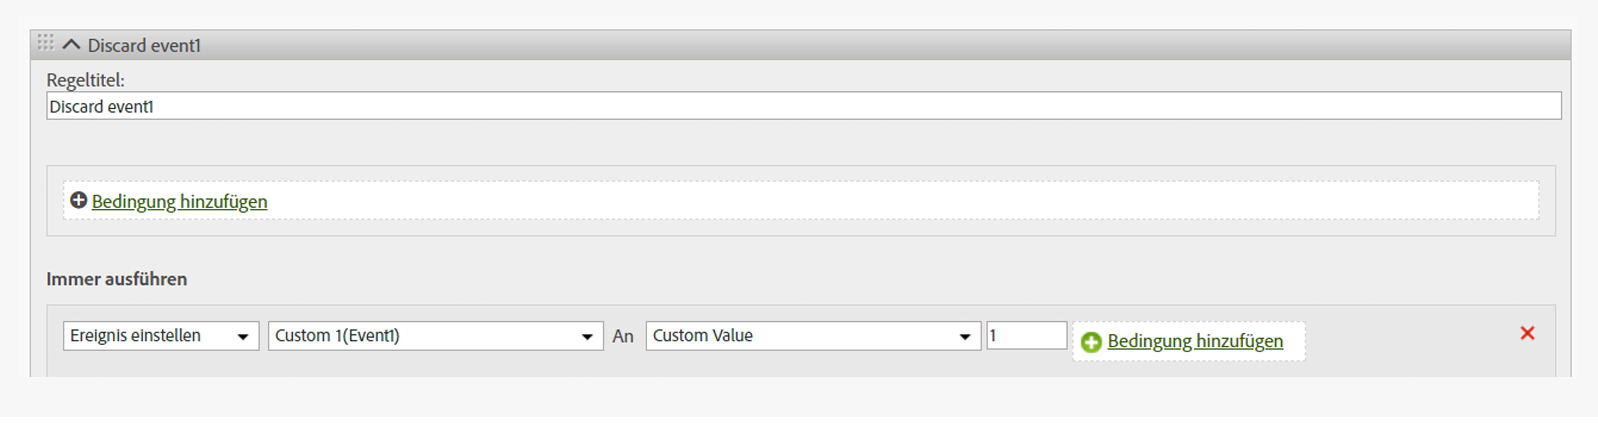 Discard event1
Regeltitel:
Discard event1
Bedingung hinzufügen
Immer ausführen
Ereignis einstellen Custom 1(Event1) An Custom Value 1 Bedingung hinzufügen